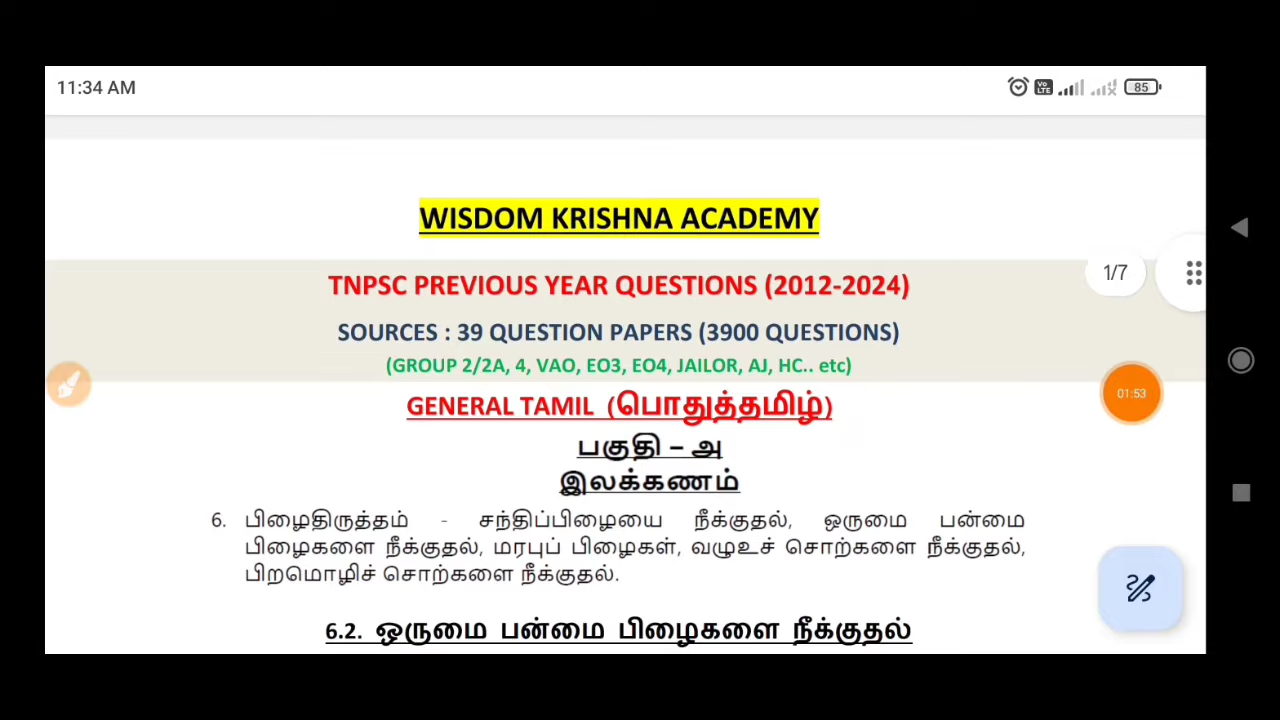 11:34 AM
Vo LTE 85
WISDOM KRISHNA ACADEMY
TNPSC PREVIOUS YEAR QUESTIONS (2012-2024)
1/7
SOURCES : 39 QUESTION PAPERS (3900 QUESTIONS)
(GROUP 2/2A, 4, VAO, EO3, EO4, JAILOR, AJ, HC.. etc)
01:53
GENERAL TAMIL (பொதுத்தமிழ்)
பகுதி – அ
இலக்கணம்
6. பிழைதிருத்தம் - சந்திப்பிழையை நீக்குதல், ஒருமை பன்மை
பிழைகளை நீக்குதல், மரபுப் பிழைகள், வழுஉச் சொற்களை நீக்குதல்,
பிறமொழிச் சொற்களை நீக்குதல்.
6.2. ஒருமை பன்மை பிழைகளை நீக்குதல்